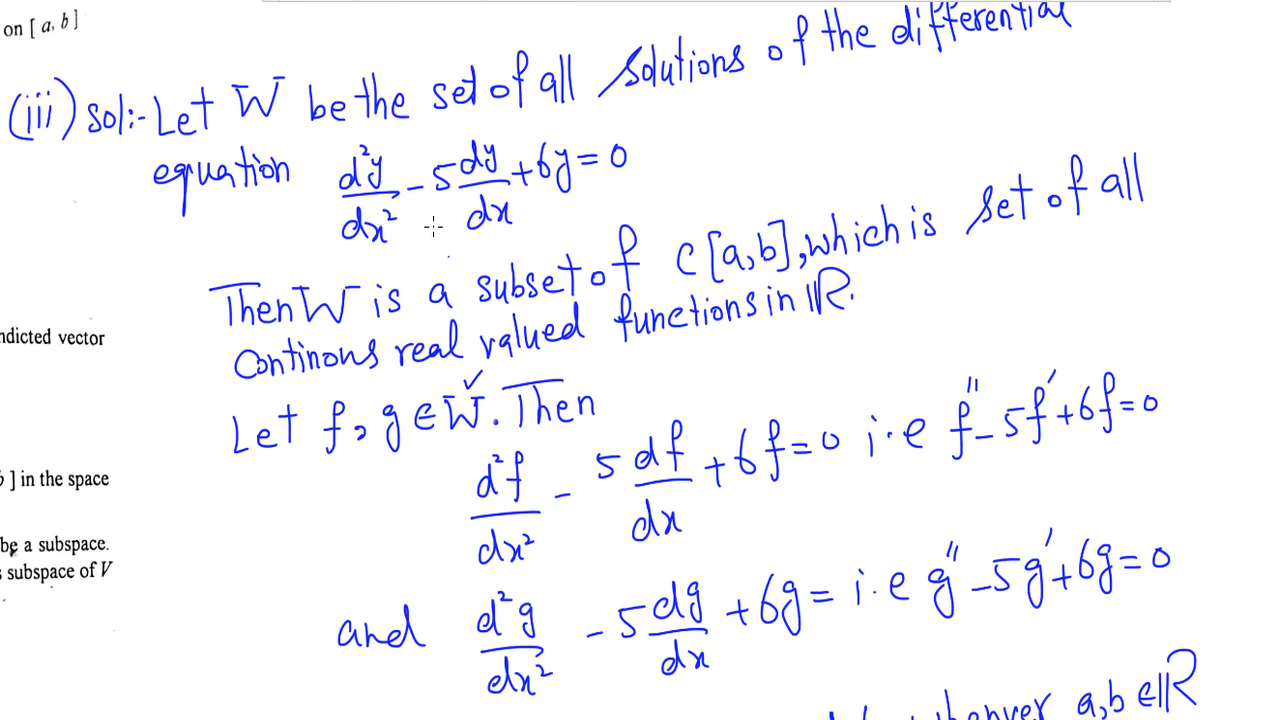 on [ a, b ]
(iii) sol:- Let W be the set of all solutions of the differential
equation d²y/dx² - 5 dy/dx + 6y = 0
Then W is a subset of C[a,b], which is set of all
Continous real valued functions in ℝ.
ndicted vector
Let f, g ∈ W. Then
d²f/dx² - 5 df/dx + 6f = 0 i.e f'' - 5f' + 6f = 0
] in the space
be a subspace.
subspace of V
and d²g/dx² - 5 dg/dx + 6g = i.e g'' - 5g' + 6g = 0
a,b ∈ ℝ